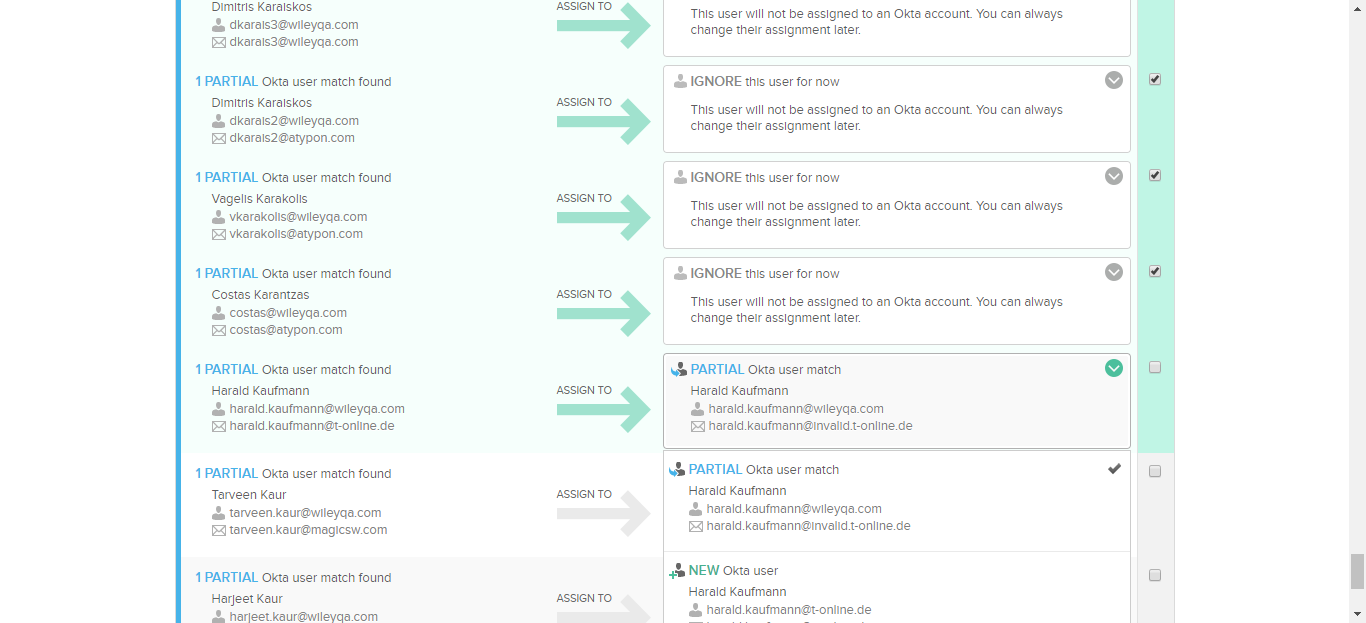 Dimitris Karaiskos
dkarais3@wileyqa.com
dkarais3@wileyqa.com
ASSIGN TO
This user will not be assigned to an Okta account. You can always
change their assignment later.
1 PARTIAL Okta user match found
Dimitris Karaiskos
dkarais2@wileyqa.com
dkarais2@atypon.com
ASSIGN TO
IGNORE this user for now
This user will not be assigned to an Okta account. You can always
change their assignment later.
1 PARTIAL Okta user match found
Vagelis Karakolis
vkarakolis@wileyqa.com
vkarakolis@atypon.com
ASSIGN TO
IGNORE this user for now
This user will not be assigned to an Okta account. You can always
change their assignment later.
1 PARTIAL Okta user match found
Costas Karantzas
costas@wileyqa.com
costas@atypon.com
ASSIGN TO
IGNORE this user for now
This user will not be assigned to an Okta account. You can always
change their assignment later.
1 PARTIAL Okta user match found
Harald Kaufmann
harald.kaufmann@wileyqa.com
harald.kaufmann@t-online.de
ASSIGN TO
PARTIAL Okta user match
Harald Kaufmann
harald.kaufmann@wileyqa.com
harald.kaufmann@invalid.t-online.de
1 PARTIAL Okta user match found
Tarveen Kaur
tarveen.kaur@wileyqa.com
tarveen.kaur@magicsw.com
ASSIGN TO
PARTIAL Okta user match
Harald Kaufmann
harald.kaufmann@wileyqa.com
harald.kaufmann@invalid.t-online.de
1 PARTIAL Okta user match found
Harjeet Kaur
harjeet.kaur@wileyqa.com
ASSIGN TO
NEW Okta user
Harald Kaufmann
harald.kaufmann@t-online.de